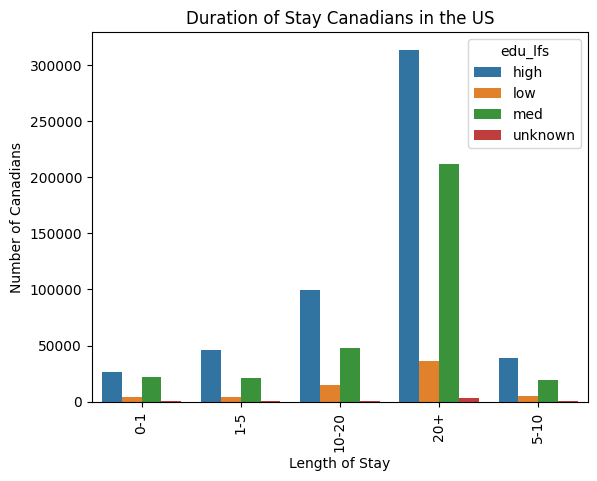 Duration of Stay Canadians in the US
edu_lfs
high
low
med
unknown
Number of Canadians
300000
250000
200000
150000
100000
50000
0
0-1
1-5
10-20
20+
5-10
Length of Stay